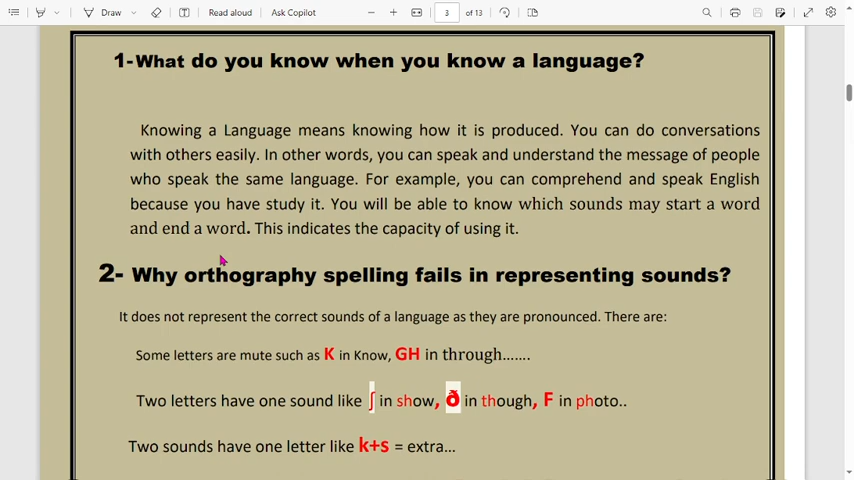 Draw
Read aloud
Ask Copilot
3
of 13
1-What do you know when you know a language?
Knowing a Language means knowing how it is produced. You can do conversations
with others easily. In other words, you can speak and understand the message of people
who speak the same language. For example, you can comprehend and speak English
because you have study it. You will be able to know which sounds may start a word
and end a word. This indicates the capacity of using it.
2- Why orthography spelling fails in representing sounds?
It does not represent the correct sounds of a language as they are pronounced. There are:
Some letters are mute such as K in Know, GH in through…….
Two letters have one sound like ʃ in show, ð in though, F in photo..
Two sounds have one letter like k+s = extra...